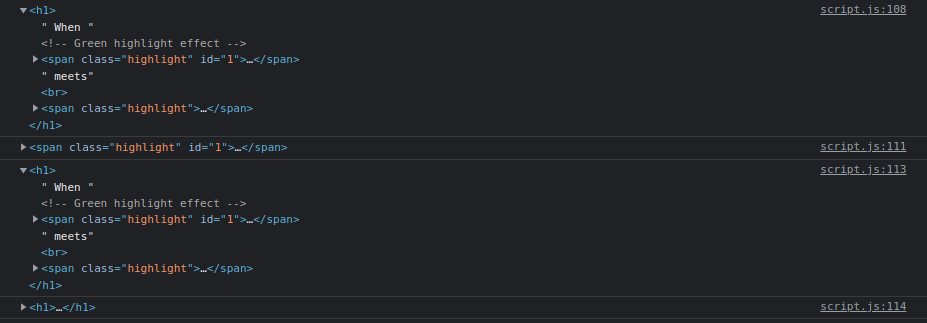 <h1> script.js:108
" When "
<!-- Green highlight effect -->
<span class="highlight" id="1">…</span>
" meets"
<br>
<span class="highlight">…</span>
</h1>
<span class="highlight" id="1">…</span> script.js:111
<h1> script.js:113
" When "
<!-- Green highlight effect -->
<span class="highlight" id="1">…</span>
" meets"
<br>
<span class="highlight">…</span>
</h1>
<h1>…</h1> script.js:114